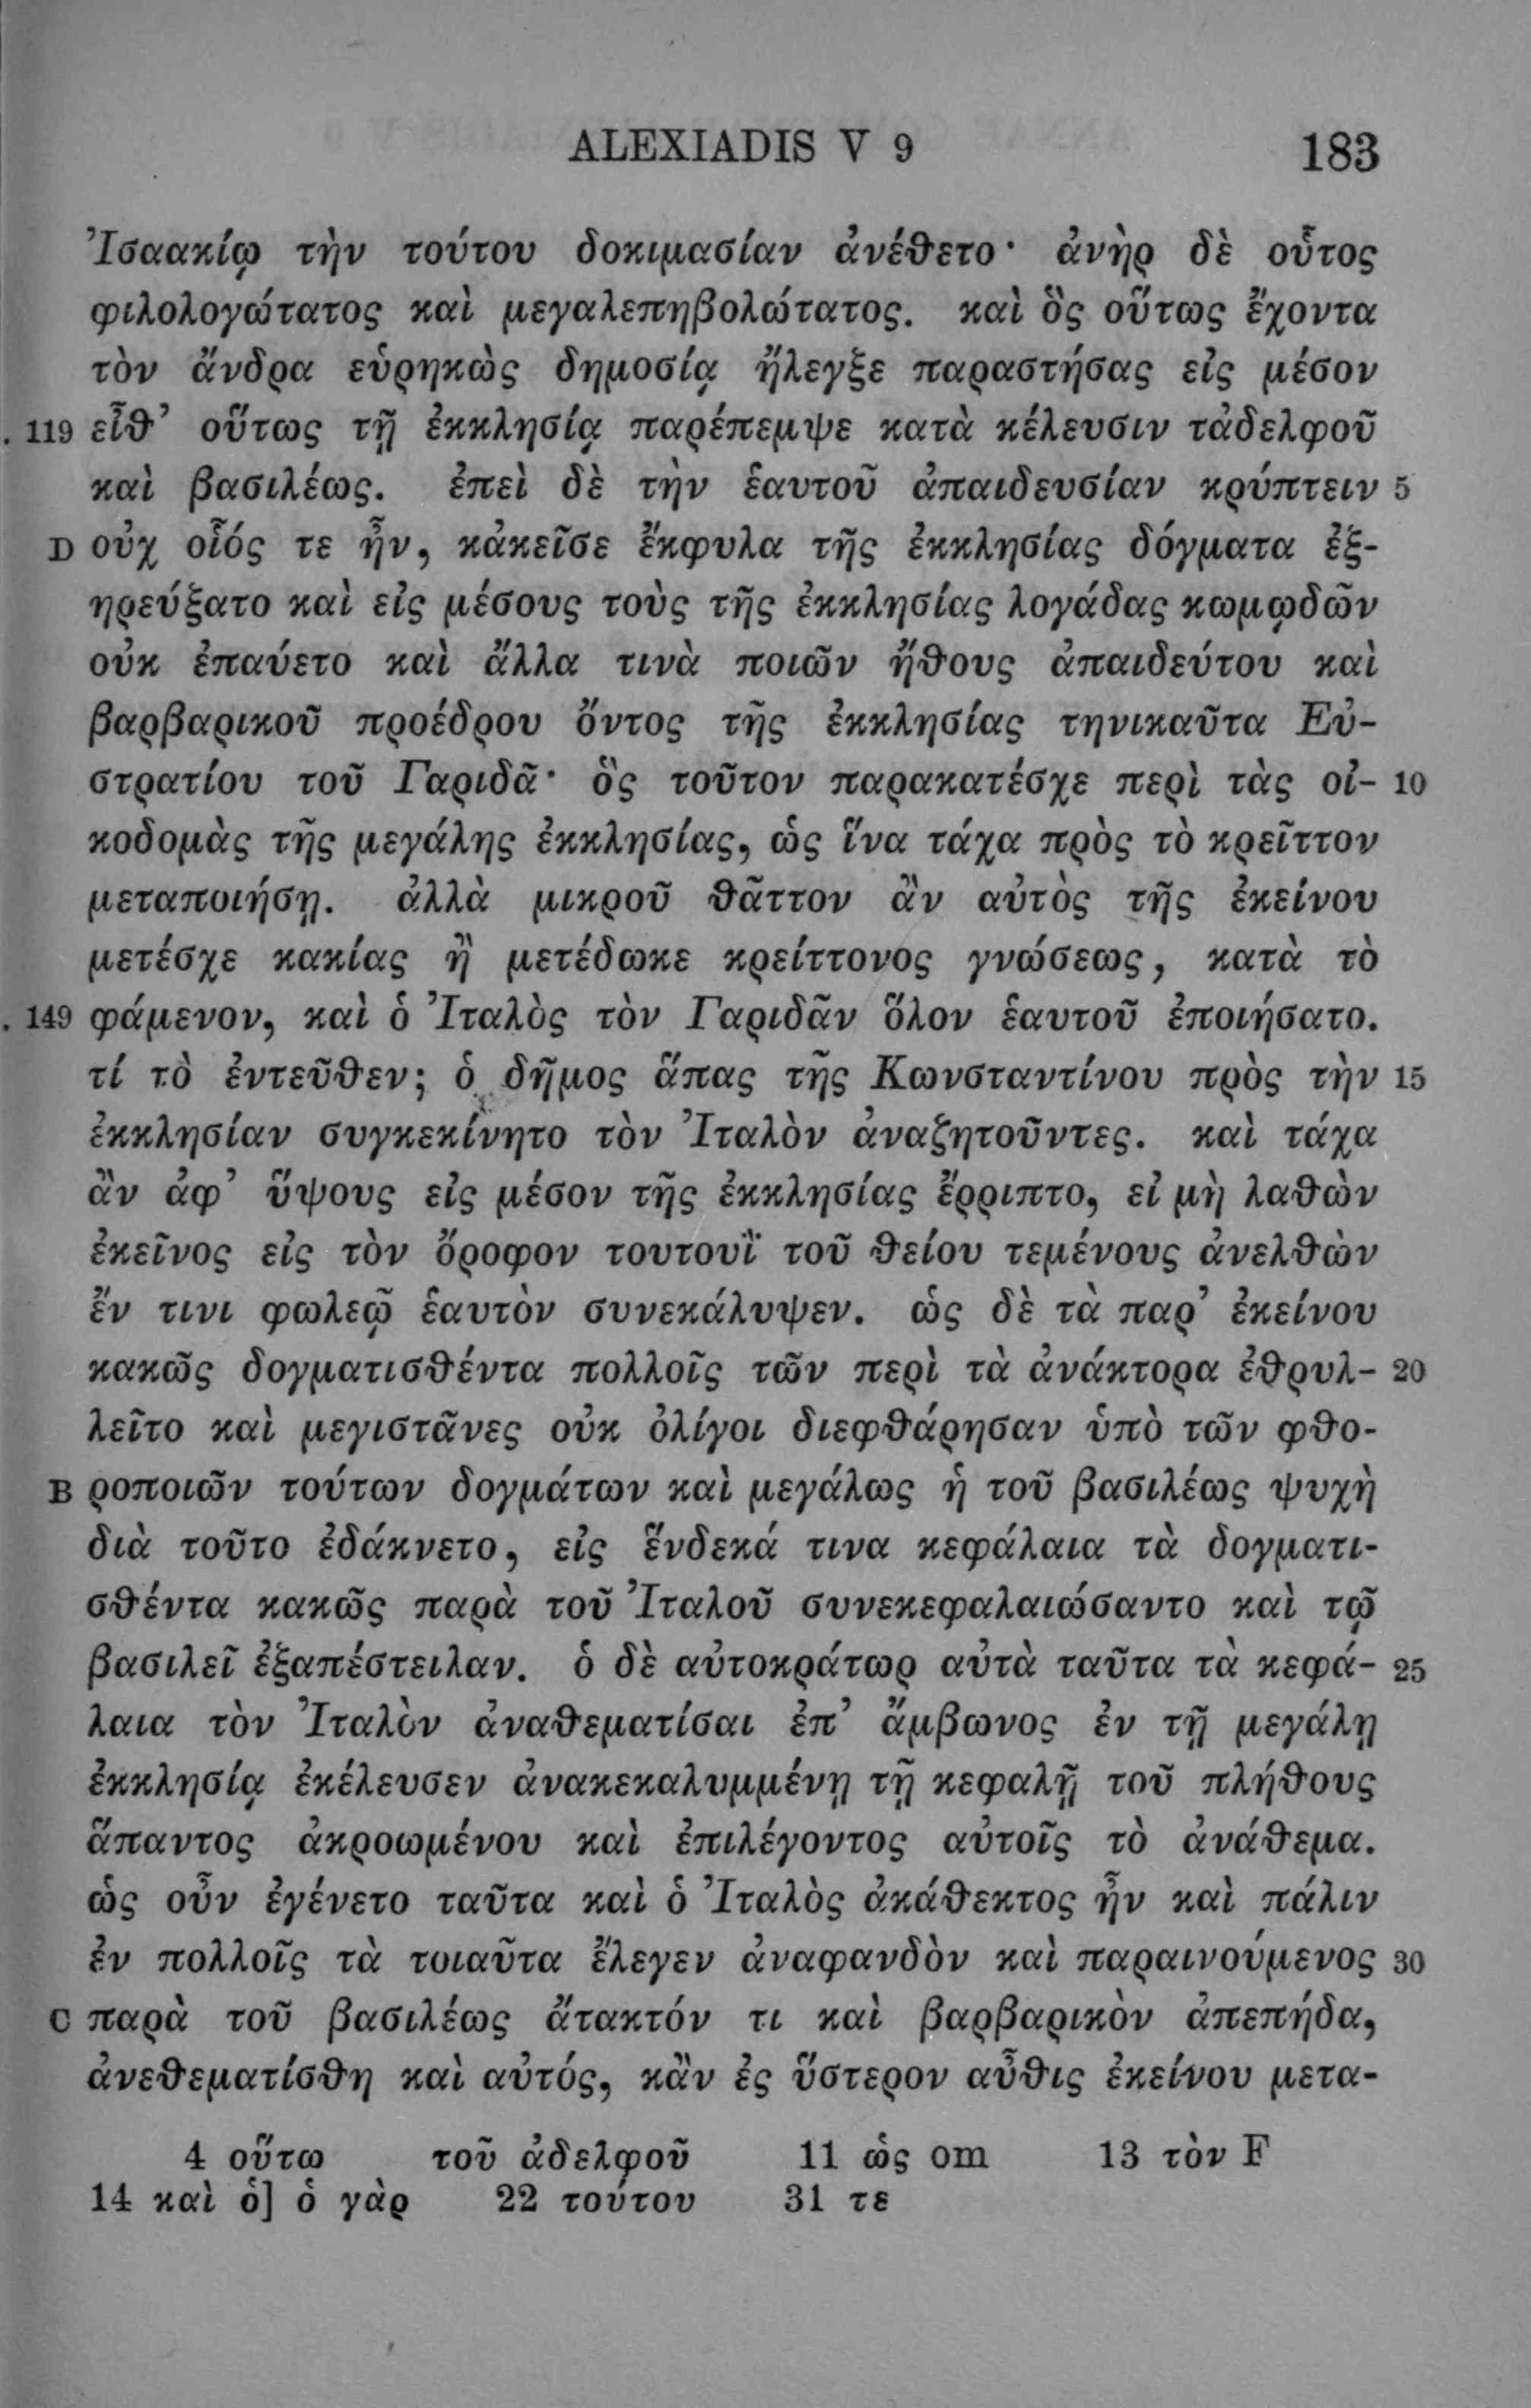 ALEXIADIS V 9 183
Ἰσαακίῳ τὴν τούτου δοκιμασίαν ἀνέθετο· ἀνὴρ δὲ οὗτος
φιλολογώτατος καὶ μεγαλεπηβολώτατος. καὶ ὃς οὕτως ἔχοντα
τὸν ἄνδρα εὑρηκὼς δημοσίᾳ ἤλεγξε παραστήσας εἰς μέσον
. 119 εἶθ’ οὕτως τῇ ἐκκλησίᾳ παρέπεμψε κατὰ κέλευσιν τἀδελφοῦ
καὶ βασιλέως. ἐπεὶ δὲ τὴν ἑαυτοῦ ἀπαιδευσίαν κρύπτειν 5
D οὐχ οἷός τε ἦν, κἀκεῖσε ἔκφυλα τῆς ἐκκλησίας δόγματα ἐξ-
ηρεύξατο καὶ εἰς μέσους τοὺς τῆς ἐκκλησίας λογάδας κωμῳδῶν
οὐκ ἐπαύετο καὶ ἄλλα τινὰ ποιῶν ἤθους ἀπαιδεύτου καὶ
βαρβαρικοῦ προέδρου ὄντος τῆς ἐκκλησίας τηνικαῦτα Εὐ-
στρατίου τοῦ Γαριδᾶ· ὃς τοῦτον παρακατέσχε περὶ τὰς οἰ- 10
κοδομὰς τῆς μεγάλης ἐκκλησίας, ὡς ἵνα τάχα πρὸς τὸ κρεῖττον
μεταποιήσῃ. ἀλλὰ μικροῦ θᾶττον ἂν αὐτὸς τῆς ἐκείνου
μετέσχε κακίας ἢ μετέδωκε κρείττονος γνώσεως, κατὰ τὸ
. 149 φάμενον, καὶ ὁ Ἰταλὸς τὸν Γαριδᾶν ὅλον ἑαυτοῦ ἐποιήσατο.
τί τὸ ἐντεῦθεν; ὁ δῆμος ἅπας τῆς Κωνσταντίνου πρὸς τὴν 15
ἐκκλησίαν συγκεκίνητο τὸν Ἰταλὸν ἀναζητοῦντες. καὶ τάχα
ἂν ἀφ’ ὕψους εἰς μέσον τῆς ἐκκλησίας ἔρριπτο, εἰ μὴ λαθὼν
ἐκεῖνος εἰς τὸν ὄροφον τουτουῒ τοῦ θείου τεμένους ἀνελθὼν
ἔν τινι φωλεῷ ἑαυτὸν συνεκάλυψεν. ὡς δὲ τὰ παρ’ ἐκείνου
κακῶς δογματισθέντα πολλοῖς τῶν περὶ τὰ ἀνάκτορα ἐθρυλ- 20
λεῖτο καὶ μεγιστᾶνες οὐκ ὀλίγοι διεφθάρησαν ὑπὸ τῶν φθο-
B ροποιῶν τούτων δογμάτων καὶ μεγάλως ἡ τοῦ βασιλέως ψυχὴ
διὰ τοῦτο ἐδάκνετο, εἰς ἕνδεκά τινα κεφάλαια τὰ δογματι-
σθέντα κακῶς παρὰ τοῦ Ἰταλοῦ συνεκεφαλαιώσαντο καὶ τῷ
βασιλεῖ ἐξαπέστειλαν. ὁ δὲ αὐτοκράτωρ αὐτὰ ταῦτα τὰ κεφά- 25
λαια τὸν Ἰταλὸν ἀναθεματίσαι ἐπ’ ἄμβωνος ἐν τῇ μεγάλῃ
ἐκκλησίᾳ ἐκέλευσεν ἀνακεκαλυμμένῃ τῇ κεφαλῇ τοῦ πλήθους
ἅπαντος ἀκροωμένου καὶ ἐπιλέγοντος αὐτοῖς τὸ ἀνάθεμα.
ὡς οὖν ἐγένετο ταῦτα καὶ ὁ Ἰταλὸς ἀκάθεκτος ἦν καὶ πάλιν
ἐν πολλοῖς τὰ τοιαῦτα ἔλεγεν ἀναφανδὸν καὶ παραινούμενος 30
C παρὰ τοῦ βασιλέως ἄτακτόν τι καὶ βαρβαρικὸν ἀπεπήδα,
ἀνεθεματίσθη καὶ αὐτός, κἂν ἐς ὕστερον αὖθις ἐκείνου μετα-
4 οὕτω τοῦ ἀδελφοῦ 11 ὡς om 13 τὸν F
14 καὶ ὁ] ὁ γὰρ 22 τούτου 31 τε